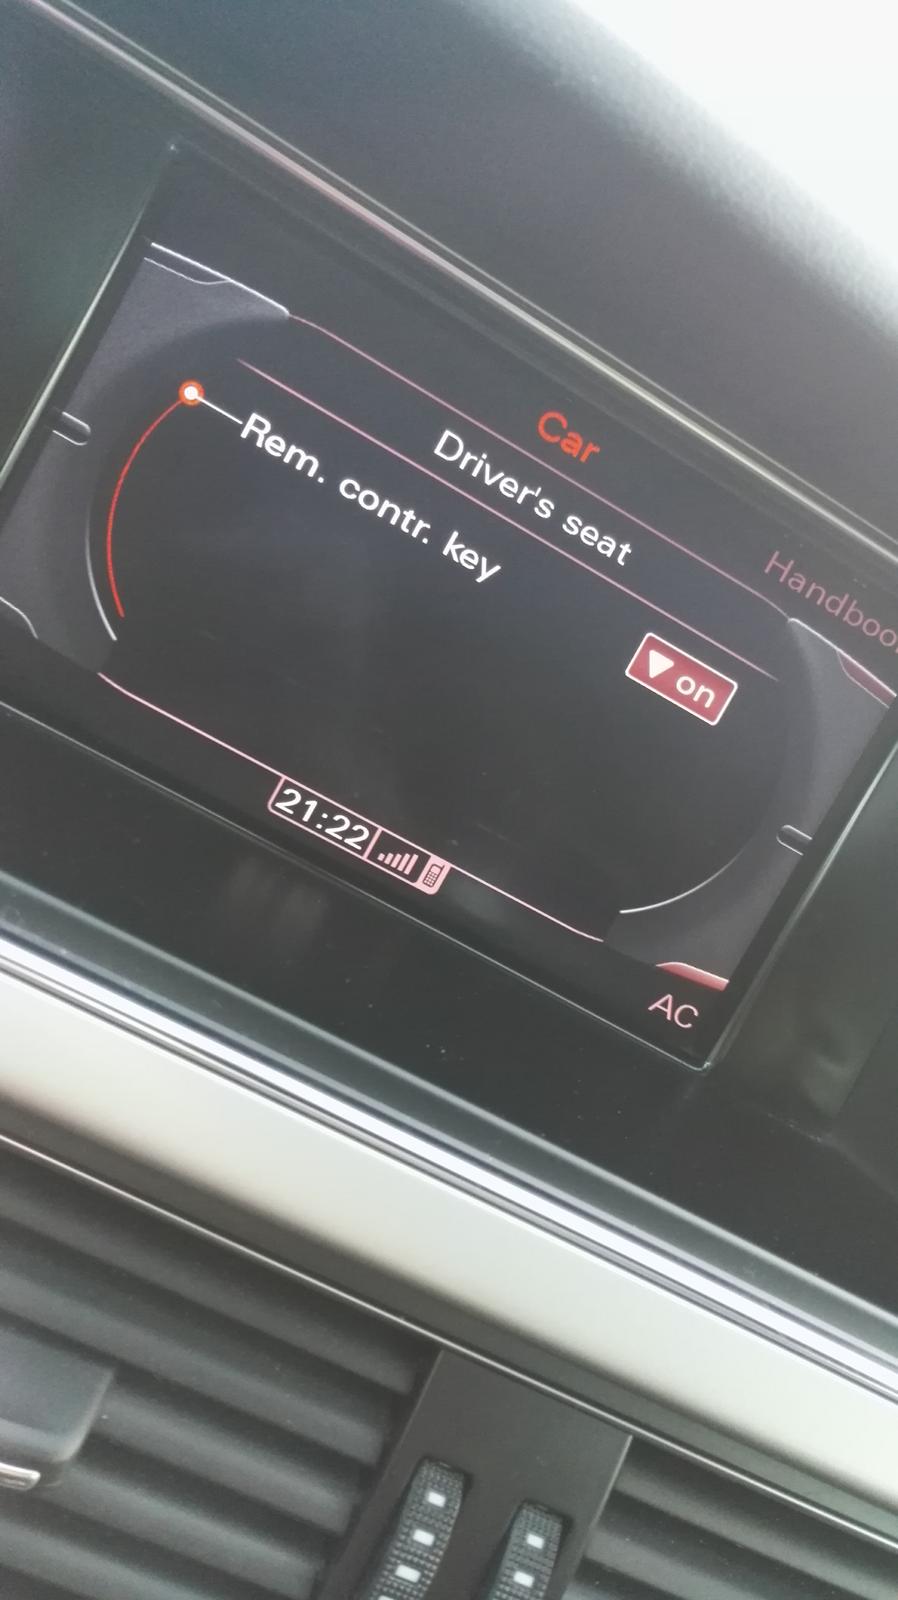 Car
Driver's seat
Handboo
Rem. contr. key
on
21:22
AC